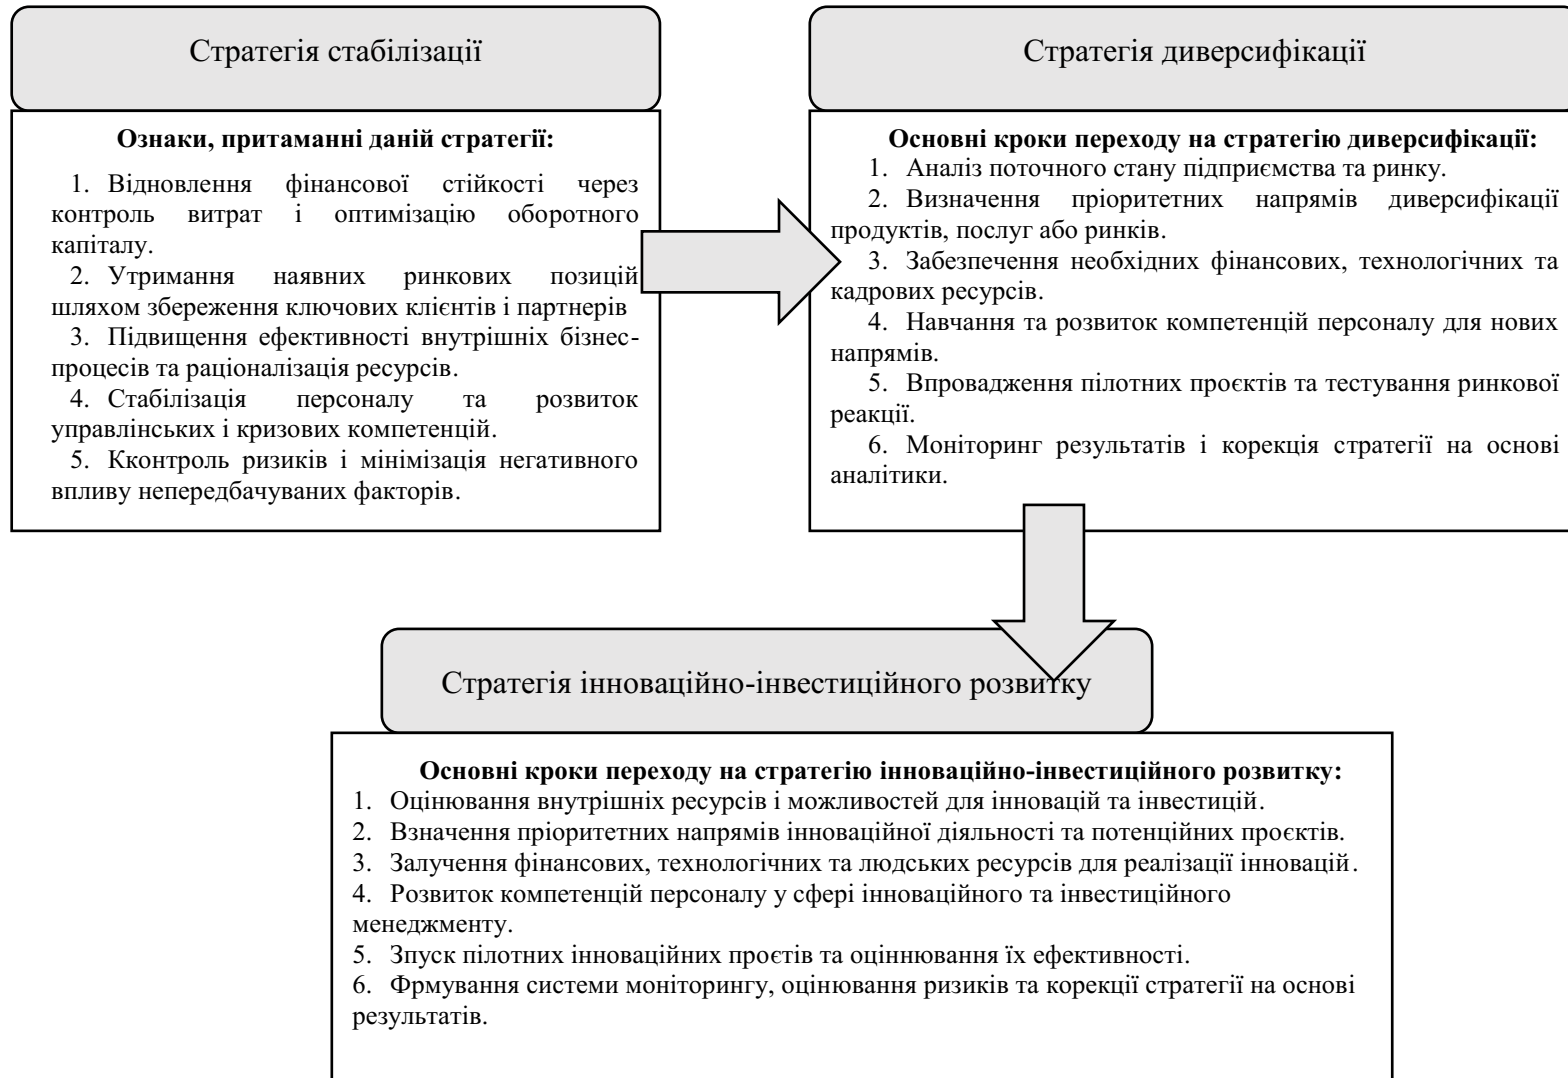 Стратегія стабілізації
Ознаки, притаманні даній стратегії:
1. Відновлення фінансової стійкості через
контроль витрат і оптимізацію оборотного
капіталу.
2. Утримання наявних ринкових позицій
шляхом збереження ключових клієнтів і партнерів
3. Підвищення ефективності внутрішніх бізнес-
процесів та раціоналізація ресурсів.
4. Стабілізація персоналу та розвиток
управлінських і кризових компетенцій.
5. Кконтроль ризиків і мінімізація негативного
впливу непередбачуваних факторів.
Стратегія диверсифікації
Основні кроки переходу на стратегію диверсифікації:
1. Аналіз поточного стану підприємства та ринку.
2. Визначення пріоритетних напрямів диверсифікації
продуктів, послуг або ринків.
3. Забезпечення необхідних фінансових, технологічних та
кадрових ресурсів.
4. Навчання та розвиток компетенцій персоналу для нових
напрямів.
5. Впровадження пілотних проєктів та тестування ринкової
реакції.
6. Моніторинг результатів і корекція стратегії на основі
аналітики.
Стратегія інноваційно-інвестиційного розвитку
Основні кроки переходу на стратегію інноваційно-інвестиційного розвитку:
1. Оцінювання внутрішніх ресурсів і можливостей для інновацій та інвестицій.
2. Взначення пріоритетних напрямів інноваційної діяльності та потенційних проєктів.
3. Залучення фінансових, технологічних та людських ресурсів для реалізації інновацій.
4. Розвиток компетенцій персоналу у сфері інноваційного та інвестиційного
менеджменту.
5. Зпуск пілотних інноваційних проєтів та оціннювання їх ефективності.
6. Фрмування системи моніторингу, оцінювання ризиків та корекції стратегії на основі
результатів.